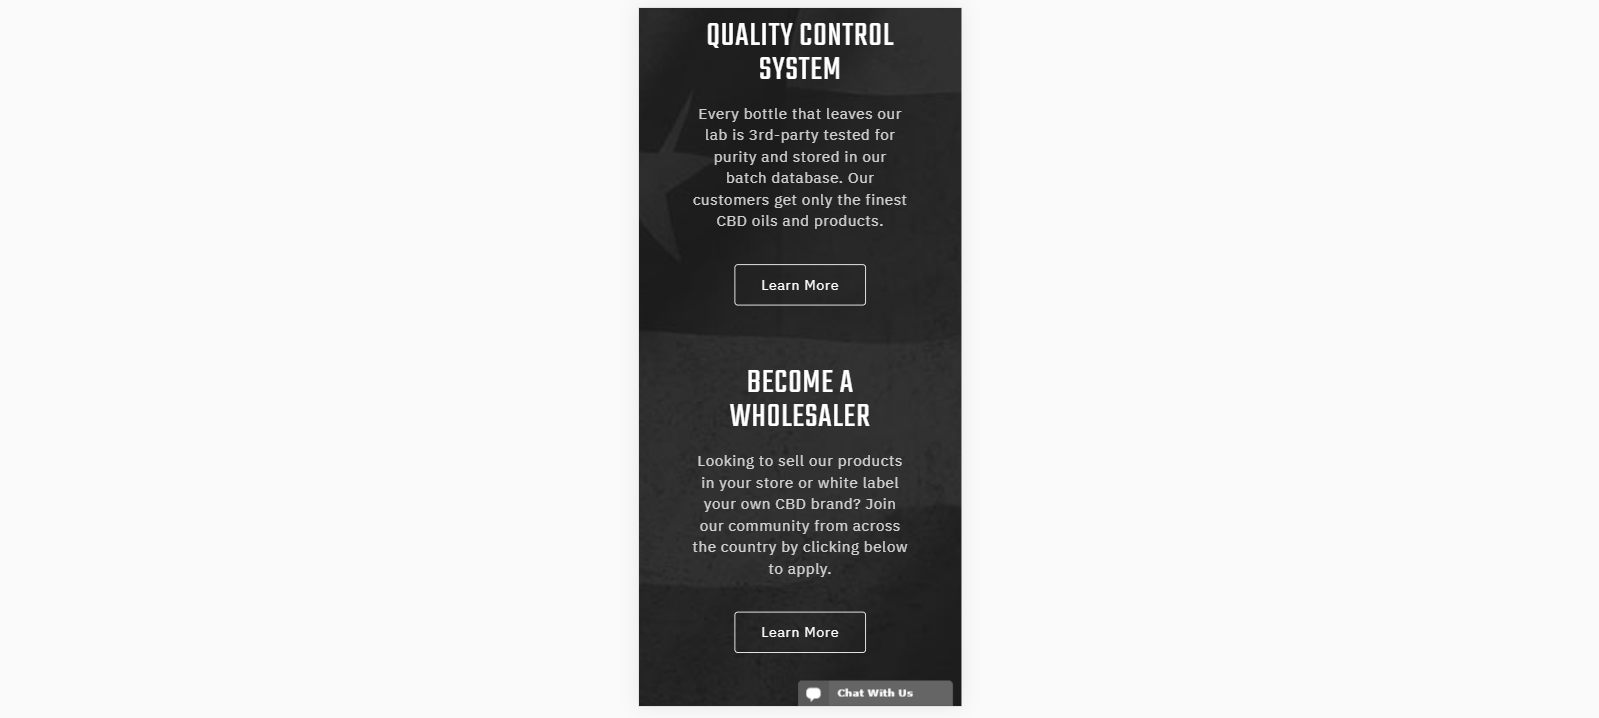 QUALITY CONTROL
SYSTEM
Every bottle that leaves our
lab is 3rd-party tested for
purity and stored in our
batch database. Our
customers get only the finest
CBD oils and products.
Learn More
BECOME A
WHOLESALER
Looking to sell our products
in your store or white label
your own CBD brand? Join
our community from across
the country by clicking below
to apply.
Learn More
Chat With Us